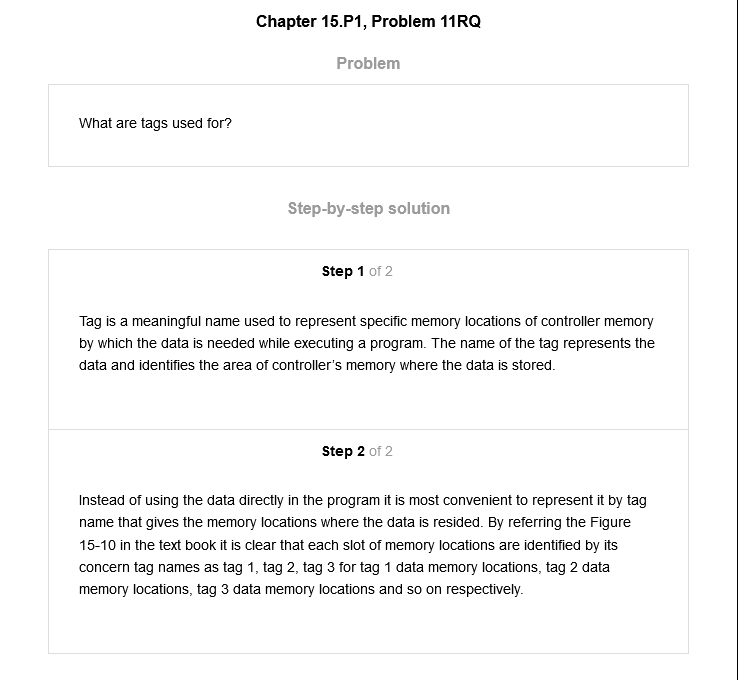 Chapter 15.P1, Problem 11RQ
Problem
What are tags used for?
Step-by-step solution
Step 1 of 2
Tag is a meaningful name used to represent specific memory locations of controller memory
by which the data is needed while executing a program. The name of the tag represents the
data and identifies the area of controller's memory where the data is stored.
Step 2 of 2
Instead of using the data directly in the program it is most convenient to represent it by tag
name that gives the memory locations where the data is resided. By referring the Figure
15-10 in the text book it is clear that each slot of memory locations are identified by its
concern tag names as tag 1, tag 2, tag 3 for tag 1 data memory locations, tag 2 data
memory locations, tag 3 data memory locations and so on respectively.